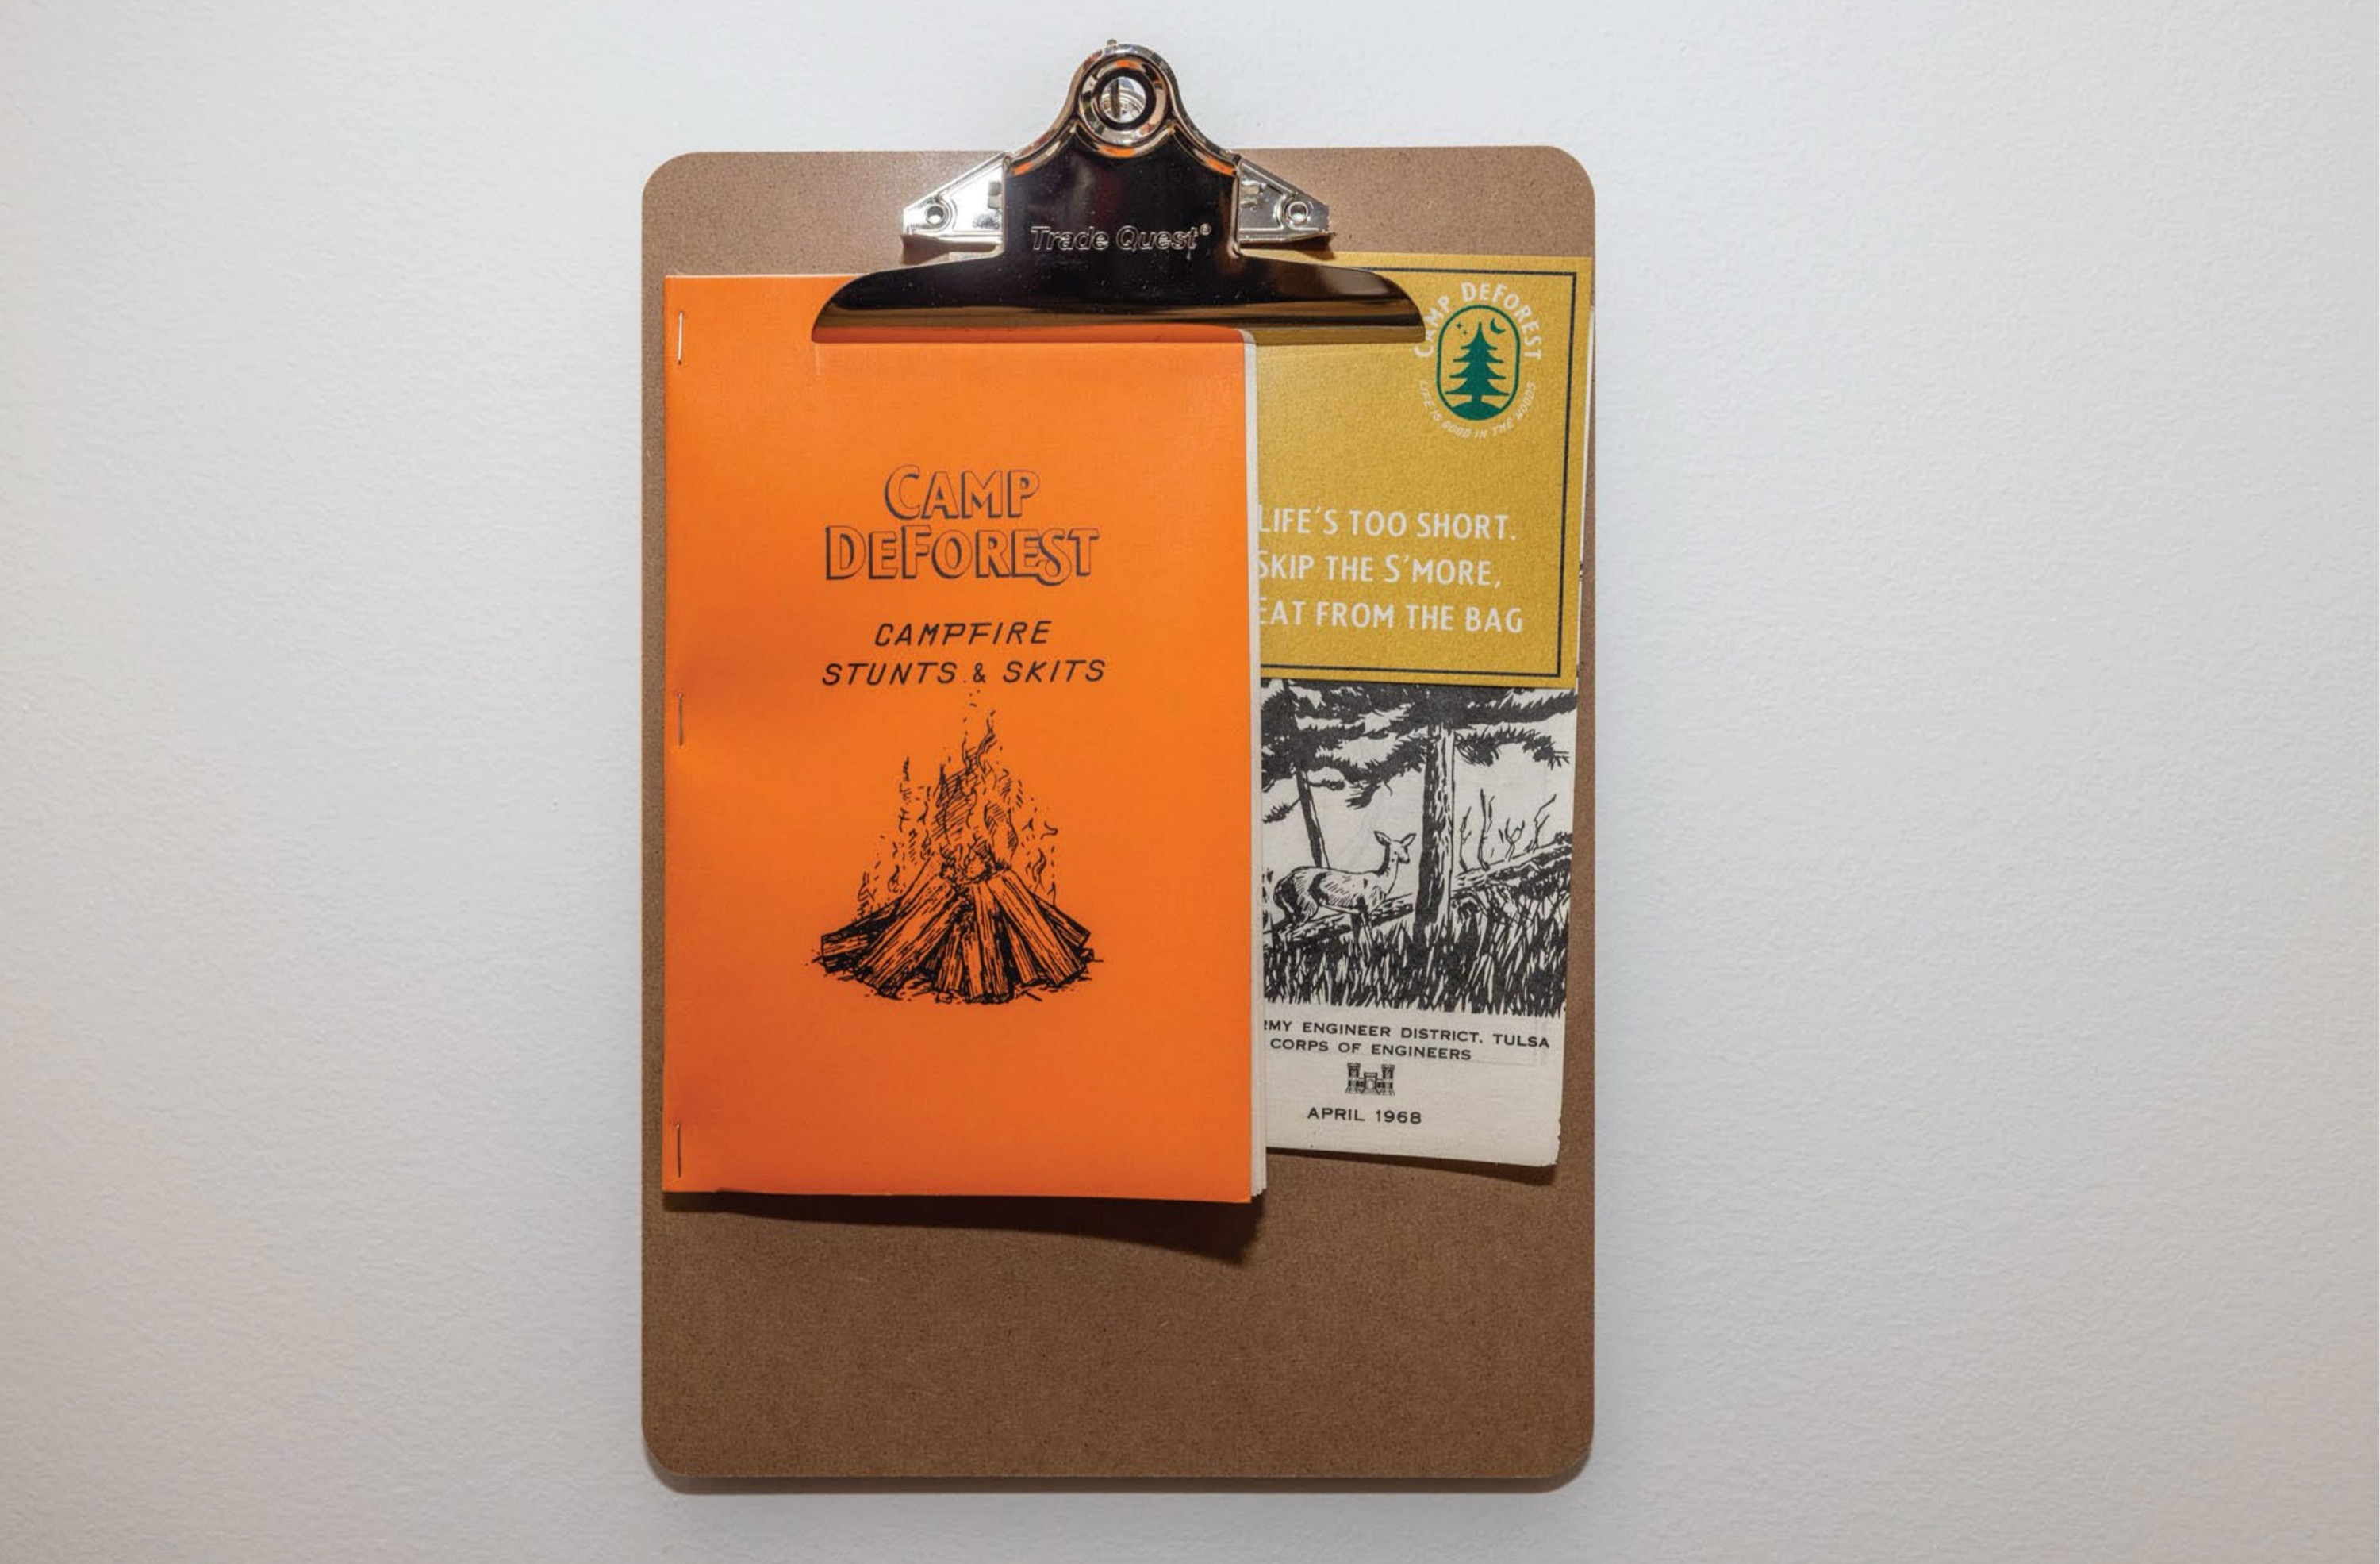 Trade Quest®
CAMP
DEFOREST
CAMPFIRE
STUNTS & SKITS
CAMP DEFOREST
LIFE IS GOOD IN THE WOODS
LIFE'S TOO SHORT.
SKIP THE S'MORE,
EAT FROM THE BAG
RMY ENGINEER DISTRICT, TULSA
CORPS OF ENGINEERS
APRIL 1968